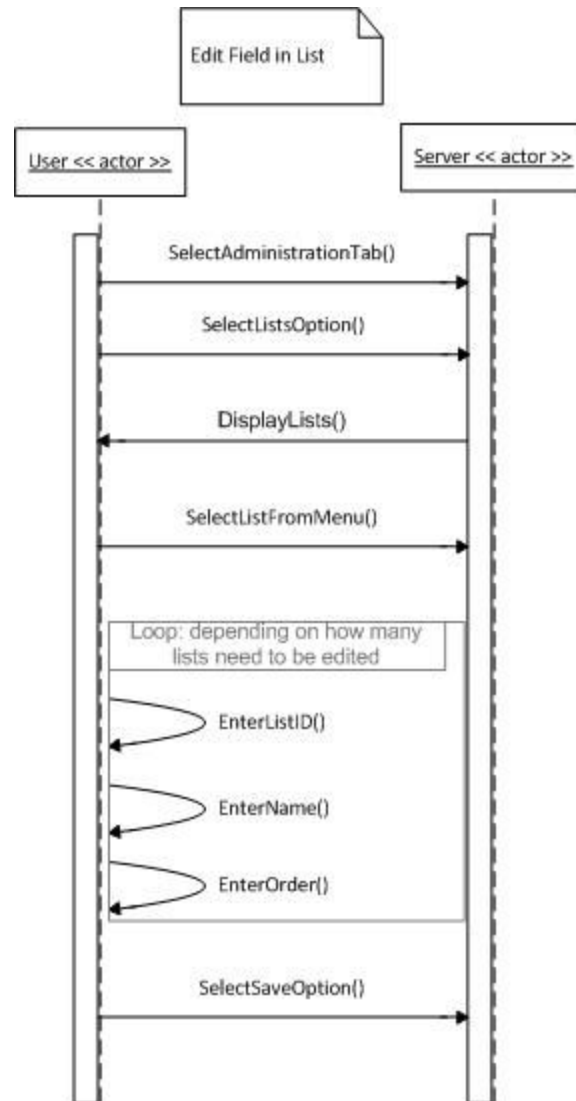 Edit Field in List
User << actor >>
Server << actor >>
SelectAdministrationTab()
SelectListsOption()
DisplayLists()
SelectListFromMenu()
Loop: depending on how many
lists need to be edited
EnterListID()
EnterName()
EnterOrder()
SelectSaveOption()